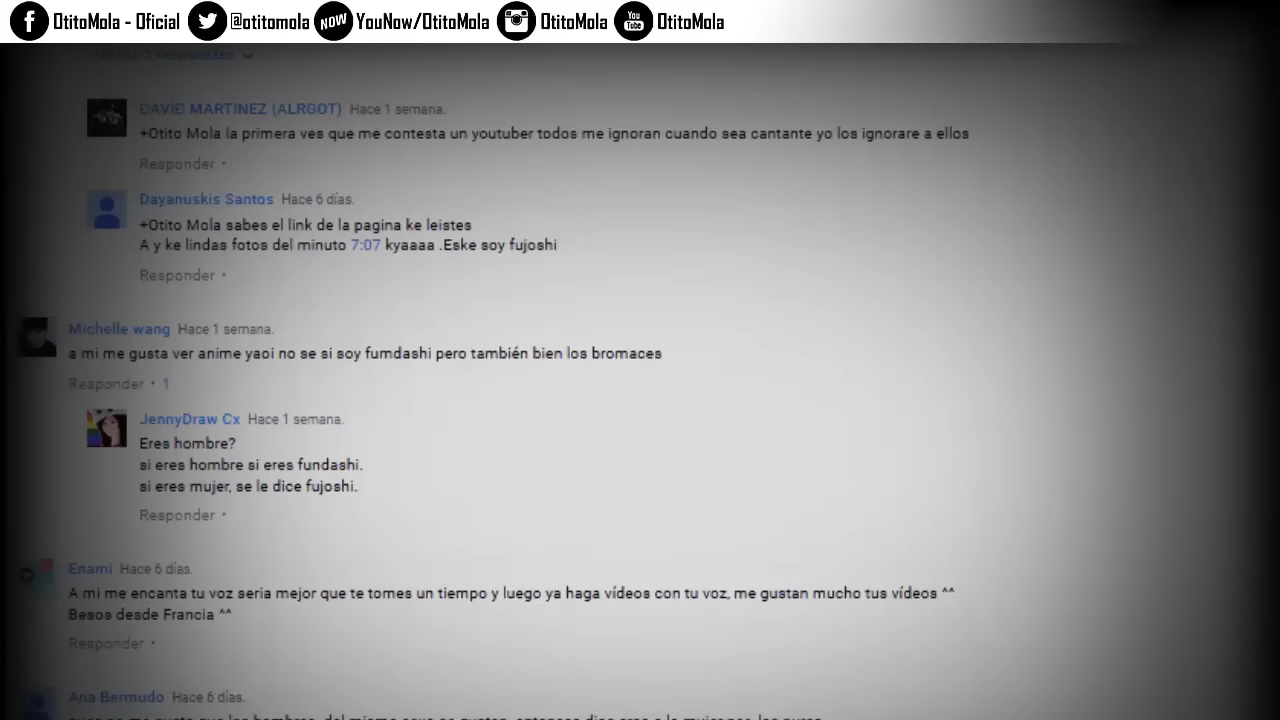 OtitoMola - Oficial @otitomola YouNow/OtitoMola OtitoMola OtitoMola
ĐAVIĐ MARTINEZ (ALRGOT) Hace 1 semana.
+Otito Mola la primera ves que me contesta un youtuber todos me ignoran cuando sea cantante yo los ignorare a ellos
Responder
Dayanuskis Santos Hace 6 días.
+Otito Mola sabes el link de la pagina ke leistes
A y ke lindas fotos del minuto 7:07 kyaaaa .Eske soy fujoshi
Responder
Michelle wang Hace 1 semana.
a mi me gusta ver anime yaoi no se si soy fumdashi pero también bien los bromaces
Responder · 1
JennyDraw Cx Hace 1 semana.
Eres hombre?
si eres hombre si eres fundashi.
si eres mujer, se le dice fujoshi.
Responder
Enami Hace 6 días.
A mi me encanta tu voz seria mejor que te tomes un tiempo y luego ya haga vídeos con tu voz, me gustan mucho tus vídeos ^^
Besos desde Francia ^^
Responder
Ana Bermudo Hace 6 días.